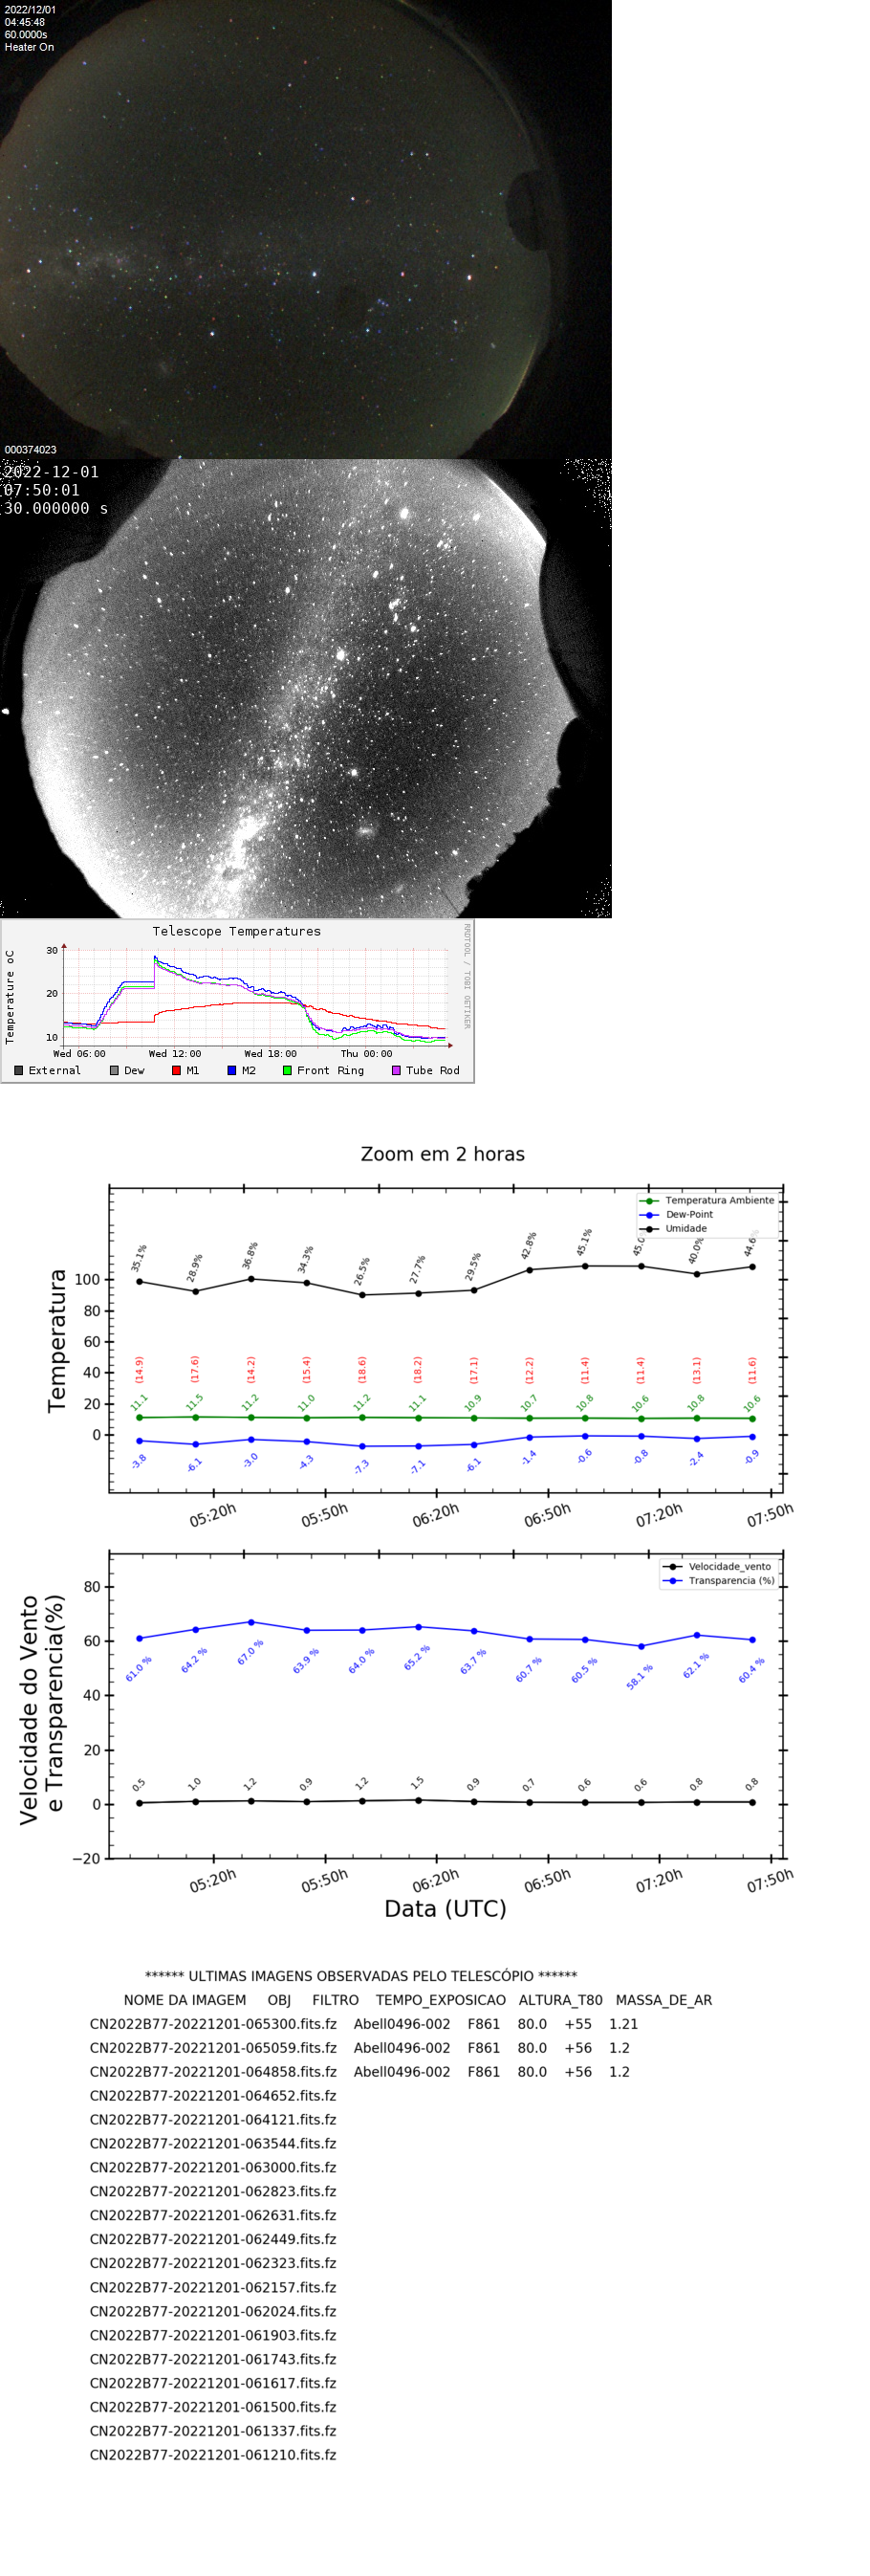 2022/12/01
04:45:48
60.0000s
Heater On
000374023
2022-12-01
07:50:01
30.000000 s
Telescope Temperatures
RRDTOOL / TOBI OETIKER
Temperature oC
30
20
10
Wed 06:00 Wed 12:00 Wed 18:00 Thu 00:00
External Dew M1 M2 Front Ring Tube Rod
Zoom em 2 horas
Temperatura Ambiente
Dew-Point
Umidade
Temperatura
100
80
60
40
20
0
35.1% 28.9% 36.8% 34.3% 26.5% 27.7% 29.5% 42.8% 45.1% 40.0%
(14.9) (17.6) (14.2) (15.4) (18.6) (18.2) (17.1) (12.2) (11.4) (11.4) (13.1) (11.6)
11.1 11.5 11.2 11.0 11.2 11.1 10.9 10.7 10.8 10.6 10.8 10.6
-3.8 -6.1 -3.0 -4.3 -7.3 -7.1 -6.1 -1.4 -0.6 -0.8 -2.4 -0.9
05:20h 05:50h 06:20h 06:50h 07:20h 07:50h
Velocidade_vento
Transparencia (%)
Velocidade do Vento
e Transparencia(%)
80
60
40
20
0
−20
61.0 % 64.2 % 67.0 % 63.9 % 64.0 % 65.2 % 63.7 % 60.7 % 60.5 % 58.1 % 62.1 % 60.4 %
0.5 1.0 1.2 0.9 1.2 1.5 0.9 0.7 0.6 0.6 0.8 0.8
05:20h 05:50h 06:20h 06:50h 07:20h 07:50h
Data (UTC)
****** ULTIMAS IMAGENS OBSERVADAS PELO TELESCÓPIO ******
NOME DA IMAGEM OBJ FILTRO TEMPO_EXPOSICAO ALTURA_T80 MASSA_DE_AR
CN2022B77-20221201-065300.fits.fz Abell0496-002 F861 80.0 +55 1.21
CN2022B77-20221201-065059.fits.fz Abell0496-002 F861 80.0 +56 1.2
CN2022B77-20221201-064858.fits.fz Abell0496-002 F861 80.0 +56 1.2
CN2022B77-20221201-064652.fits.fz
CN2022B77-20221201-064121.fits.fz
CN2022B77-20221201-063544.fits.fz
CN2022B77-20221201-063000.fits.fz
CN2022B77-20221201-062823.fits.fz
CN2022B77-20221201-062631.fits.fz
CN2022B77-20221201-062449.fits.fz
CN2022B77-20221201-062323.fits.fz
CN2022B77-20221201-062157.fits.fz
CN2022B77-20221201-062024.fits.fz
CN2022B77-20221201-061903.fits.fz
CN2022B77-20221201-061743.fits.fz
CN2022B77-20221201-061617.fits.fz
CN2022B77-20221201-061500.fits.fz
CN2022B77-20221201-061337.fits.fz
CN2022B77-20221201-061210.fits.fz